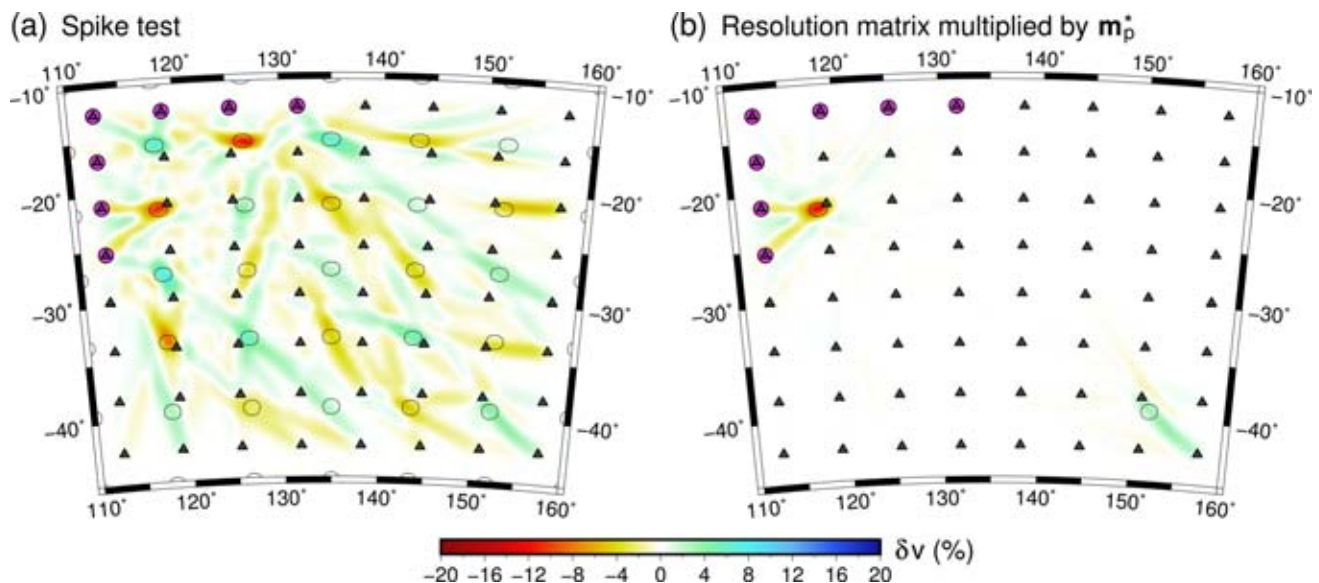 (a) Spike test
(b) Resolution matrix multiplied by m*p
110° 120° 130° 140° 150° 160°
110° 120° 130° 140° 150° 160°
−10° −10° −10° −10°
−20° −20° −20° −20°
−30° −30° −30° −30°
−40° −40° −40° −40°
110° 120° 130° 140° 150° 160°
110° 120° 130° 140° 150° 160°
δv (%)
−20 −16 −12 −8 −4 0 4 8 12 16 20